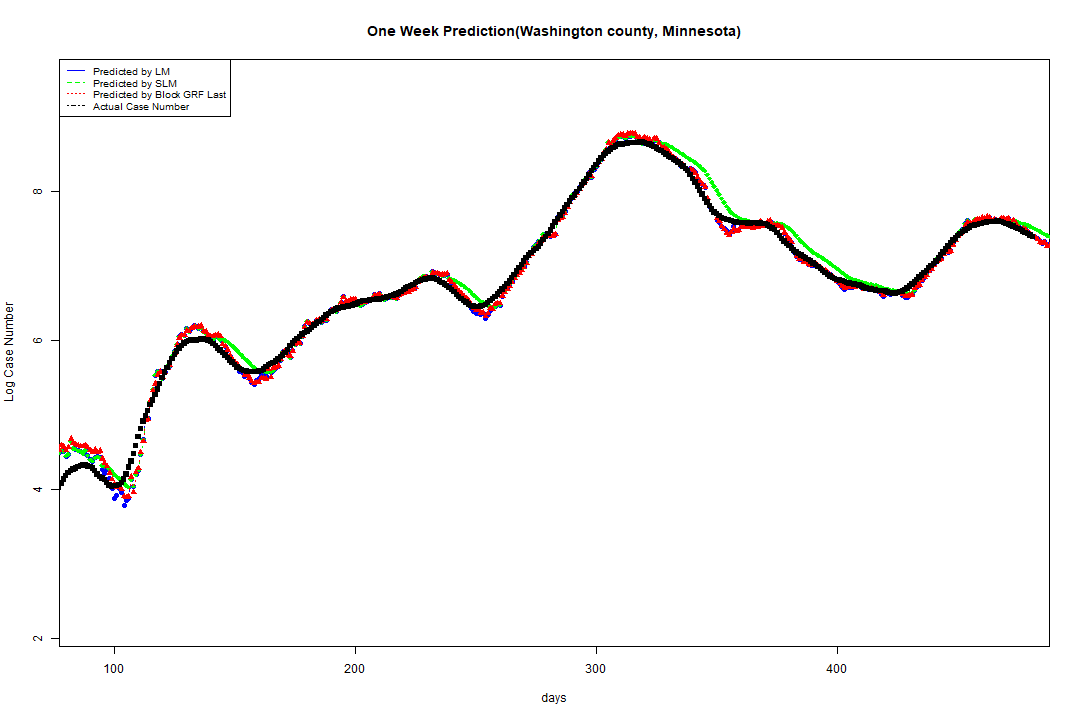 One Week Prediction(Washington county, Minnesota)
Predicted by LM
Predicted by SLM
Predicted by Block GRF Last
Actual Case Number
8
6
4
2
Log Case Number
100 200 300 400
days